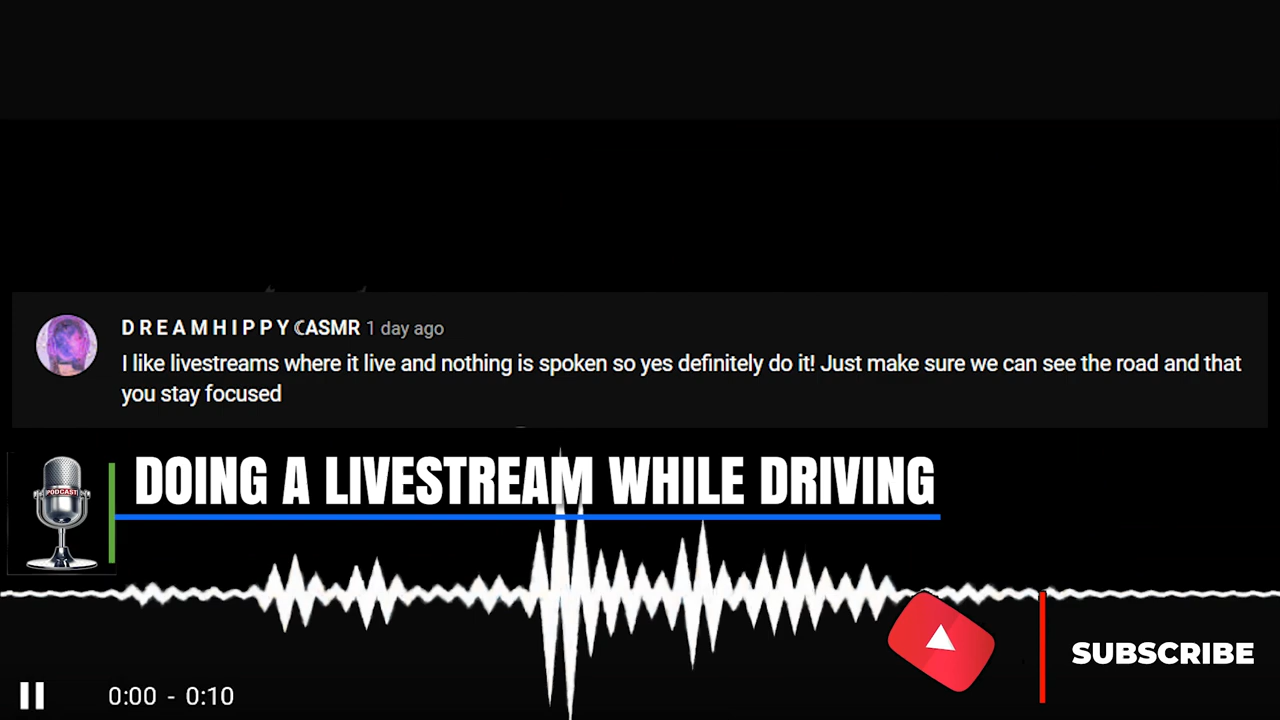 D R E A M H I P P Y ☾ASMR 1 day ago
I like livestreams where it live and nothing is spoken so yes definitely do it! Just make sure we can see the road and that
you stay focused
PODCAST
DOING A LIVESTREAM WHILE DRIVING
SUBSCRIBE
0:00 - 0:10